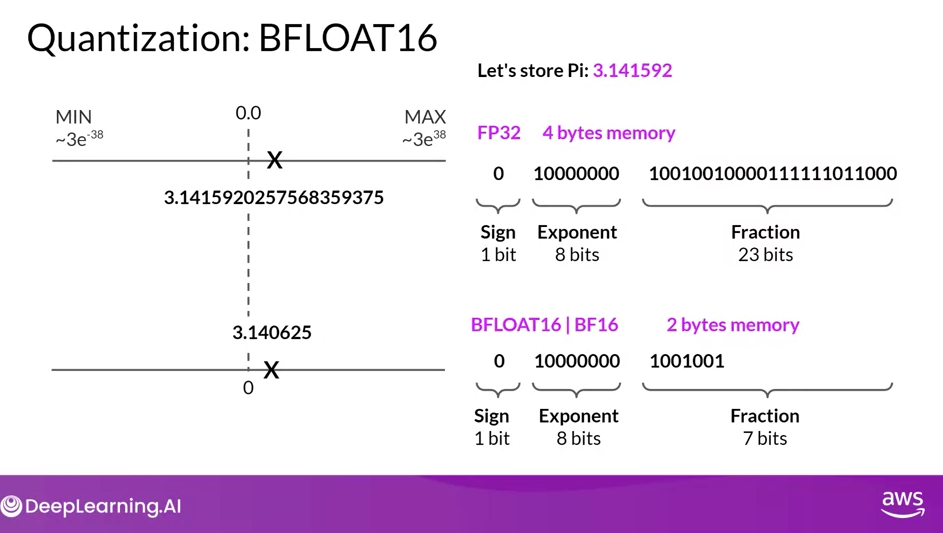 Quantization: BFLOAT16
MIN
~3e-38
0.0
MAX
~3e38
X
3.1415920257568359375
3.140625
X
0
Let's store Pi: 3.141592
FP32 4 bytes memory
0 10000000 10010010000111111011000
Sign Exponent Fraction
1 bit 8 bits 23 bits
BFLOAT16 | BF16 2 bytes memory
0 10000000 1001001
Sign Exponent Fraction
1 bit 8 bits 7 bits
DeepLearning.AI
aws